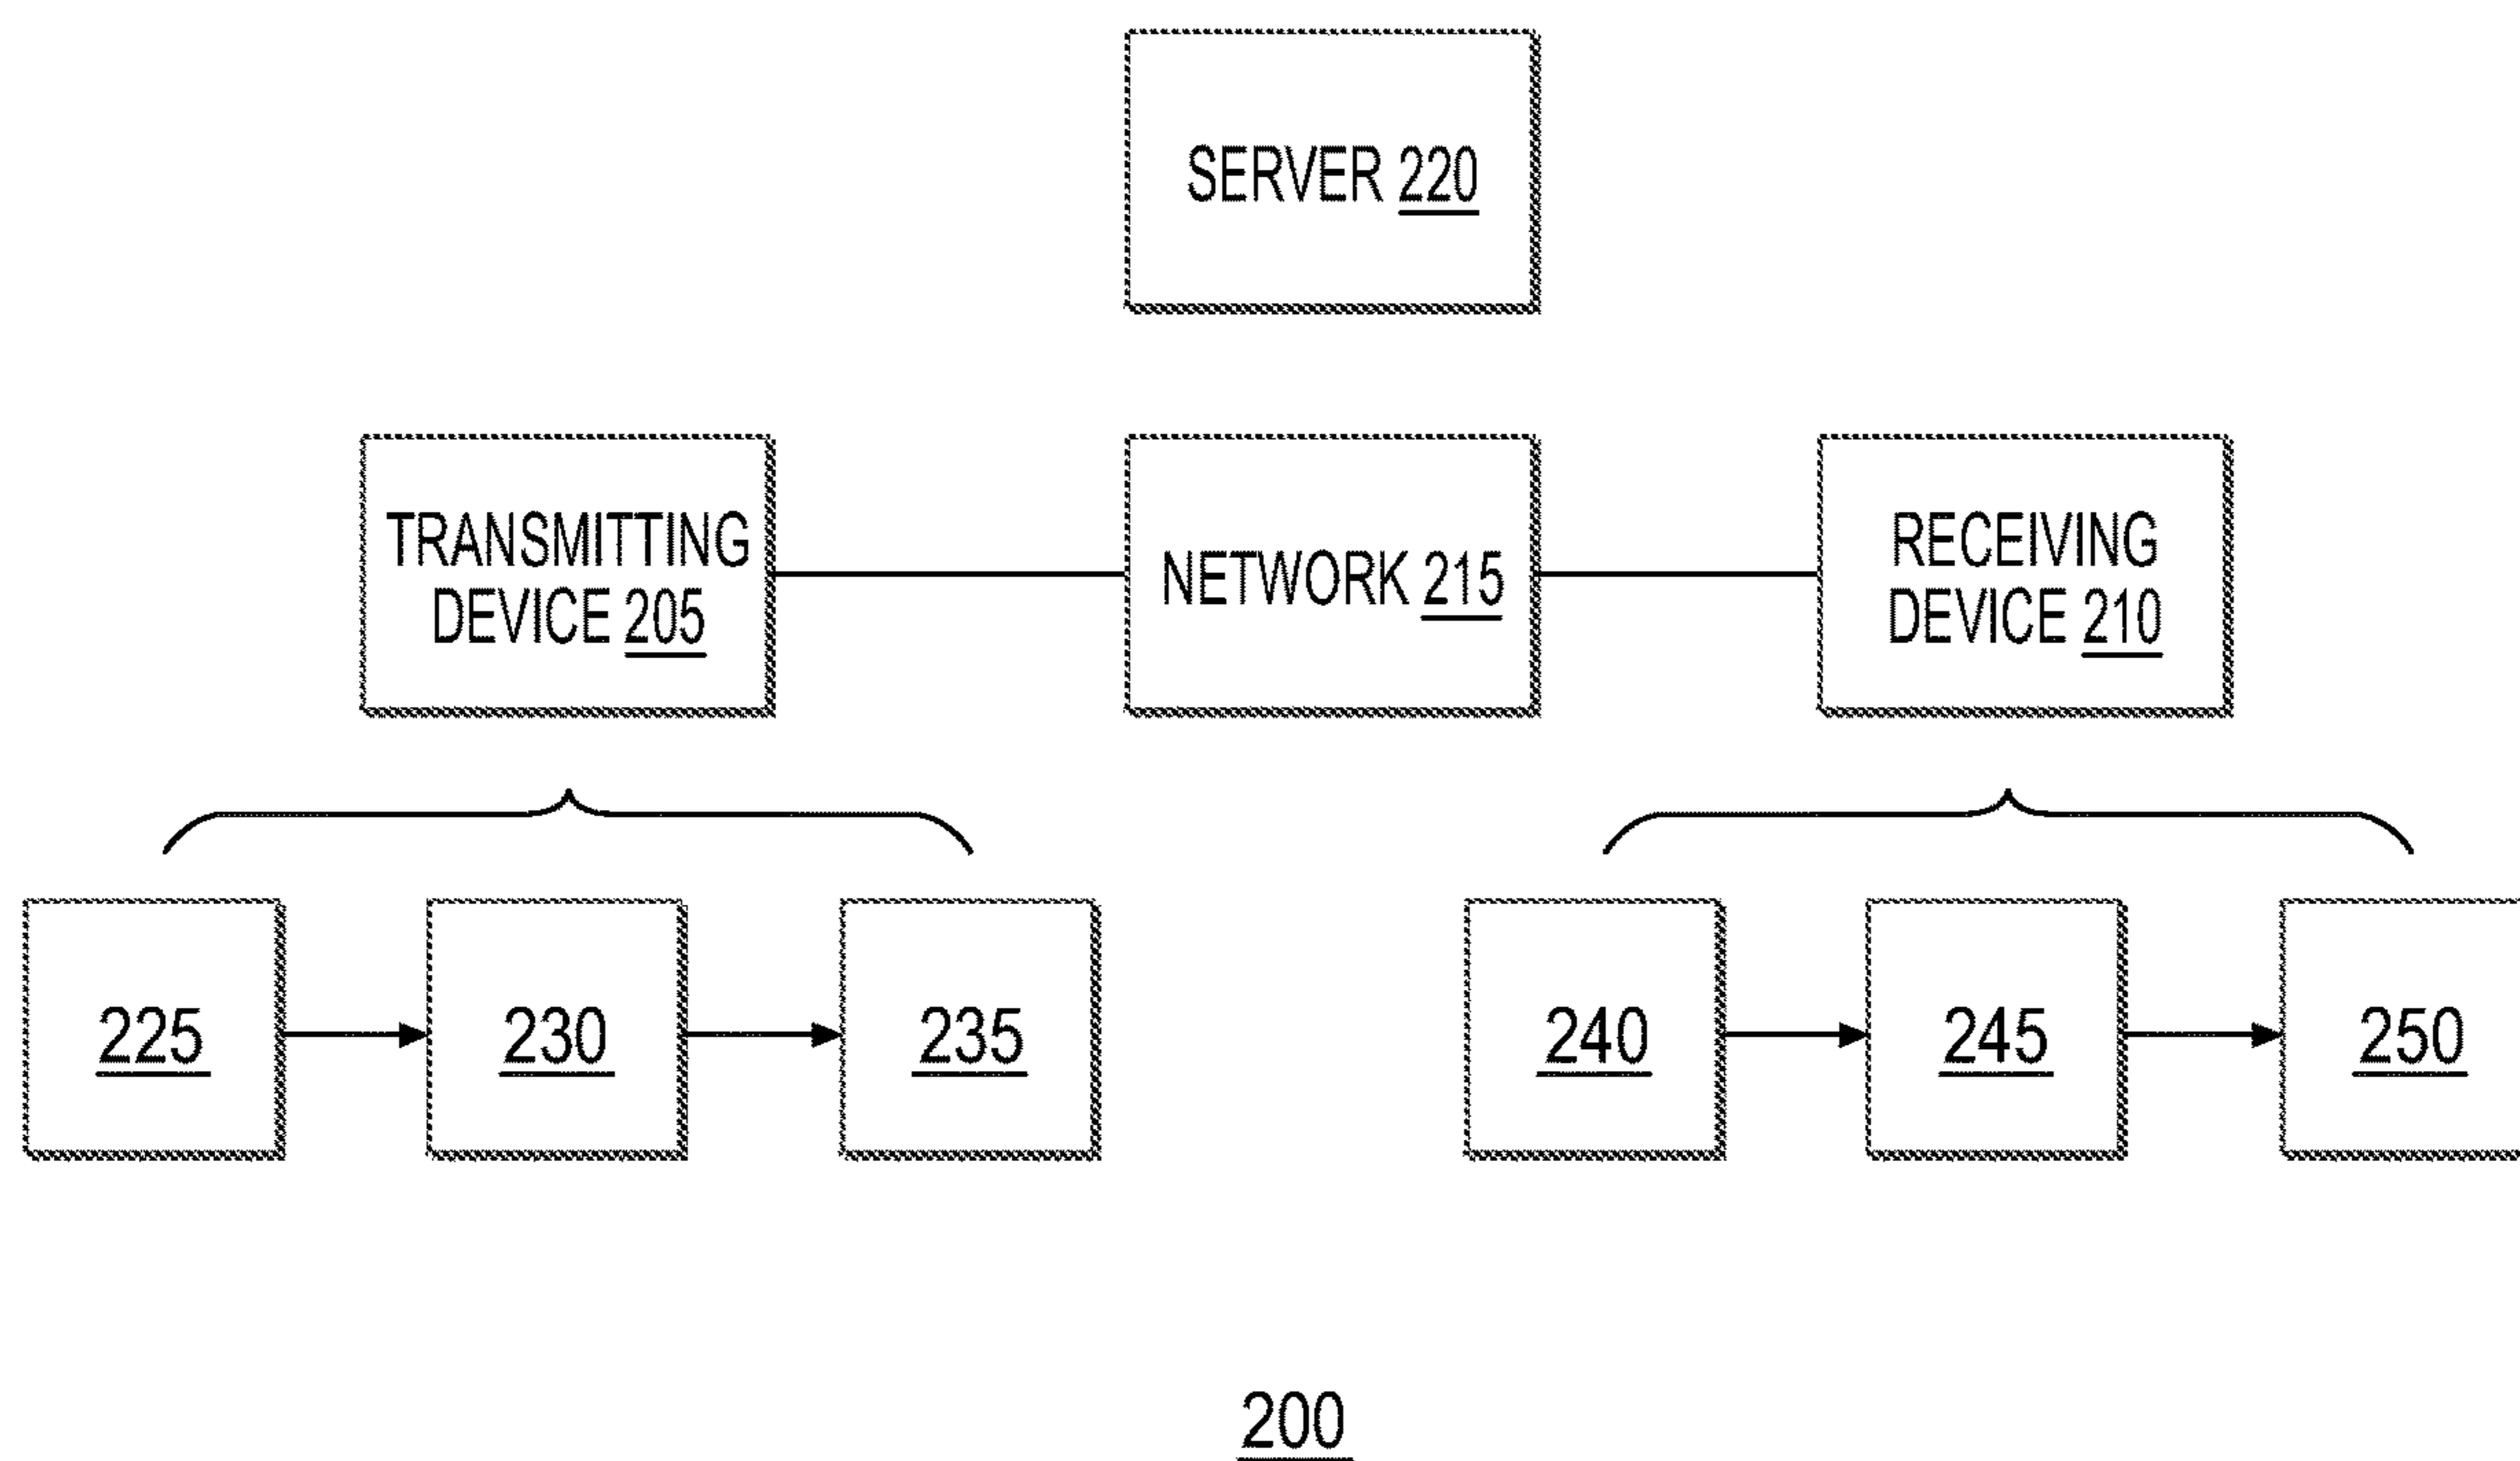 SERVER 220
TRANSMITTING
DEVICE 205
NETWORK 215
RECEIVING
DEVICE 210
225
230
235
240
245
250
200